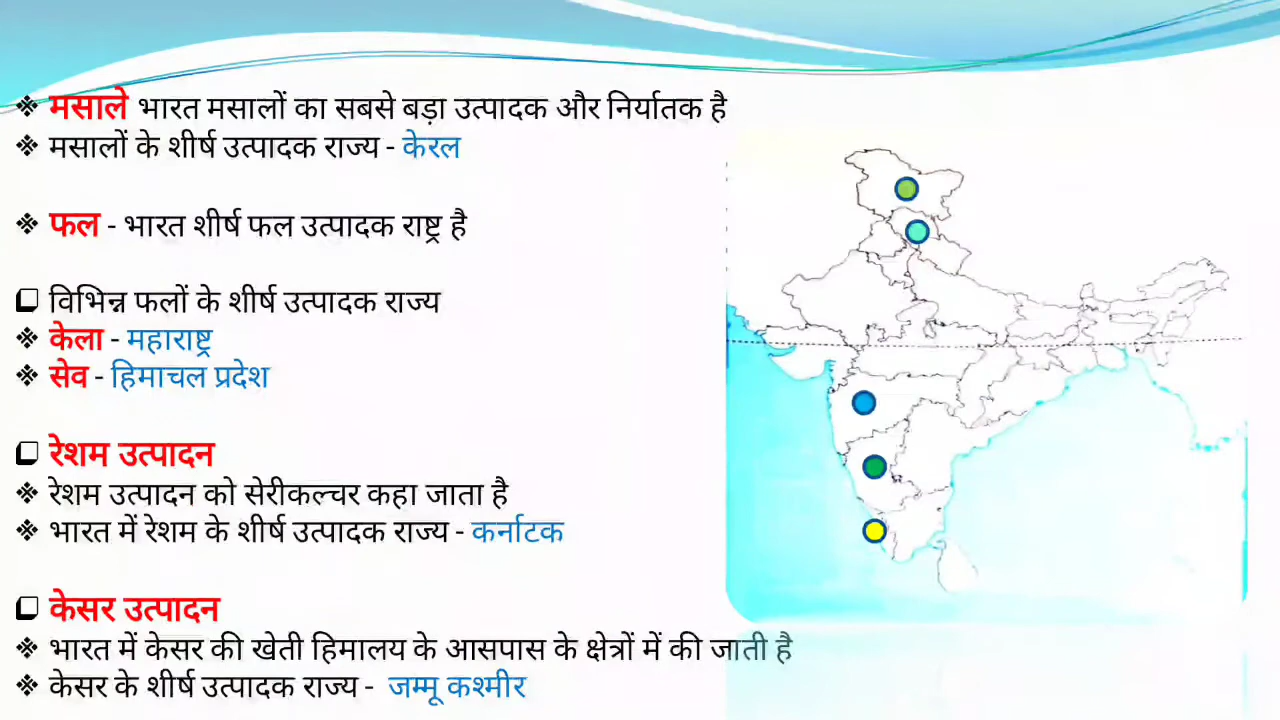 ❖ मसाले भारत मसालों का सबसे बड़ा उत्पादक और निर्यातक है
❖ मसालों के शीर्ष उत्पादक राज्य - केरल
❖ फल - भारत शीर्ष फल उत्पादक राष्ट्र है
❑ विभिन्न फलों के शीर्ष उत्पादक राज्य
❖ केला - महाराष्ट्र
❖ सेव - हिमाचल प्रदेश
❑ रेशम उत्पादन
❖ रेशम उत्पादन को सेरीकल्चर कहा जाता है
❖ भारत में रेशम के शीर्ष उत्पादक राज्य - कर्नाटक
❑ केसर उत्पादन
❖ भारत में केसर की खेती हिमालय के आसपास के क्षेत्रों में की जाती है
❖ केसर के शीर्ष उत्पादक राज्य - जम्मू कश्मीर